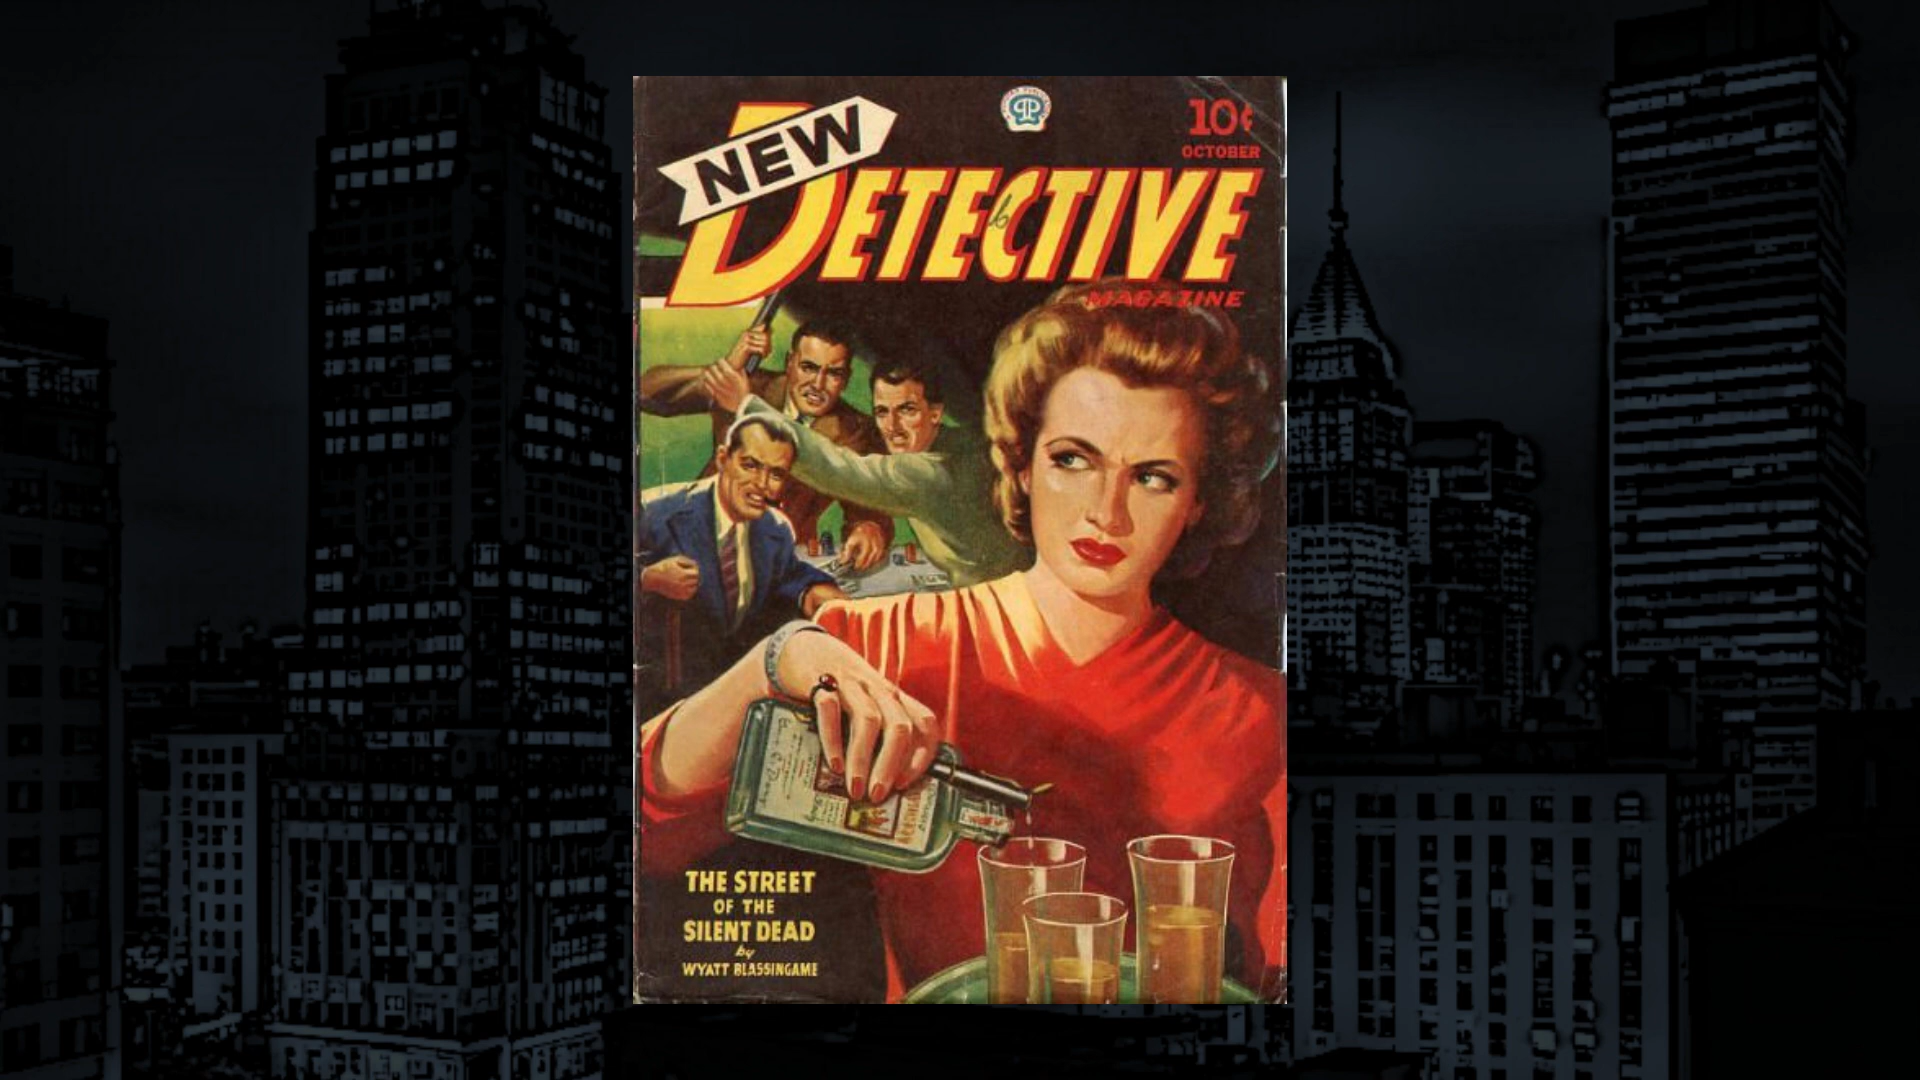 NEW
DETECTIVE
MAGAZINE
10¢
OCTOBER
THE STREET
OF THE
SILENT DEAD
by
WYATT BLASSINGAME